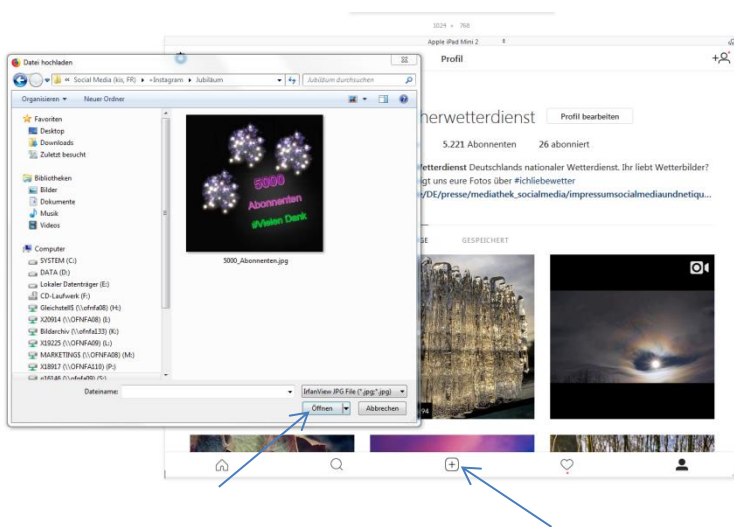 1024 × 768
Apple iPad Mini 2
Profil
Datei hochladen
« Social Media (kis, FR) ▸ «Instagram ▸ Jubiläum
Jubiläum durchsuchen
Organisieren
Neuer Ordner
Favoriten
Desktop
Downloads
Zuletzt besucht
Bibliotheken
Bilder
Dokumente
Musik
Videos
Computer
SYSTEM (C:)
DATA (D:)
Lokaler Datenträger (E:)
CD-Laufwerk (F:)
Gleichstell$ (\\ofnfa08) (H:)
X20914 (\\OFNFA08) (I:)
Bildarchiv (\\ofnfa133) (K:)
X19225 (\\OFNFA09) (L:)
MARKETING$ (\\OFNFA08) (M:)
X18917 (\\OFNFA110) (P:)
5000
Abonnenten
#Vielen Dank
5000_Abonnenten.jpg
Dateiname:
IrfanView JPG File (*.jpg;*.jpg)
Öffnen
Abbrechen
herwetterdienst
Profil bearbeiten
5.221 Abonnenten
26 abonniert
etterdienst Deutschlands nationaler Wetterdienst. Ihr liebt Wetterbilder?
gt uns eure Fotos über #ichliebewetter
e/DE/presse/mediathek_socialmedia/impressumsocialmediaundnetiqu...
GE
GESPEICHERT